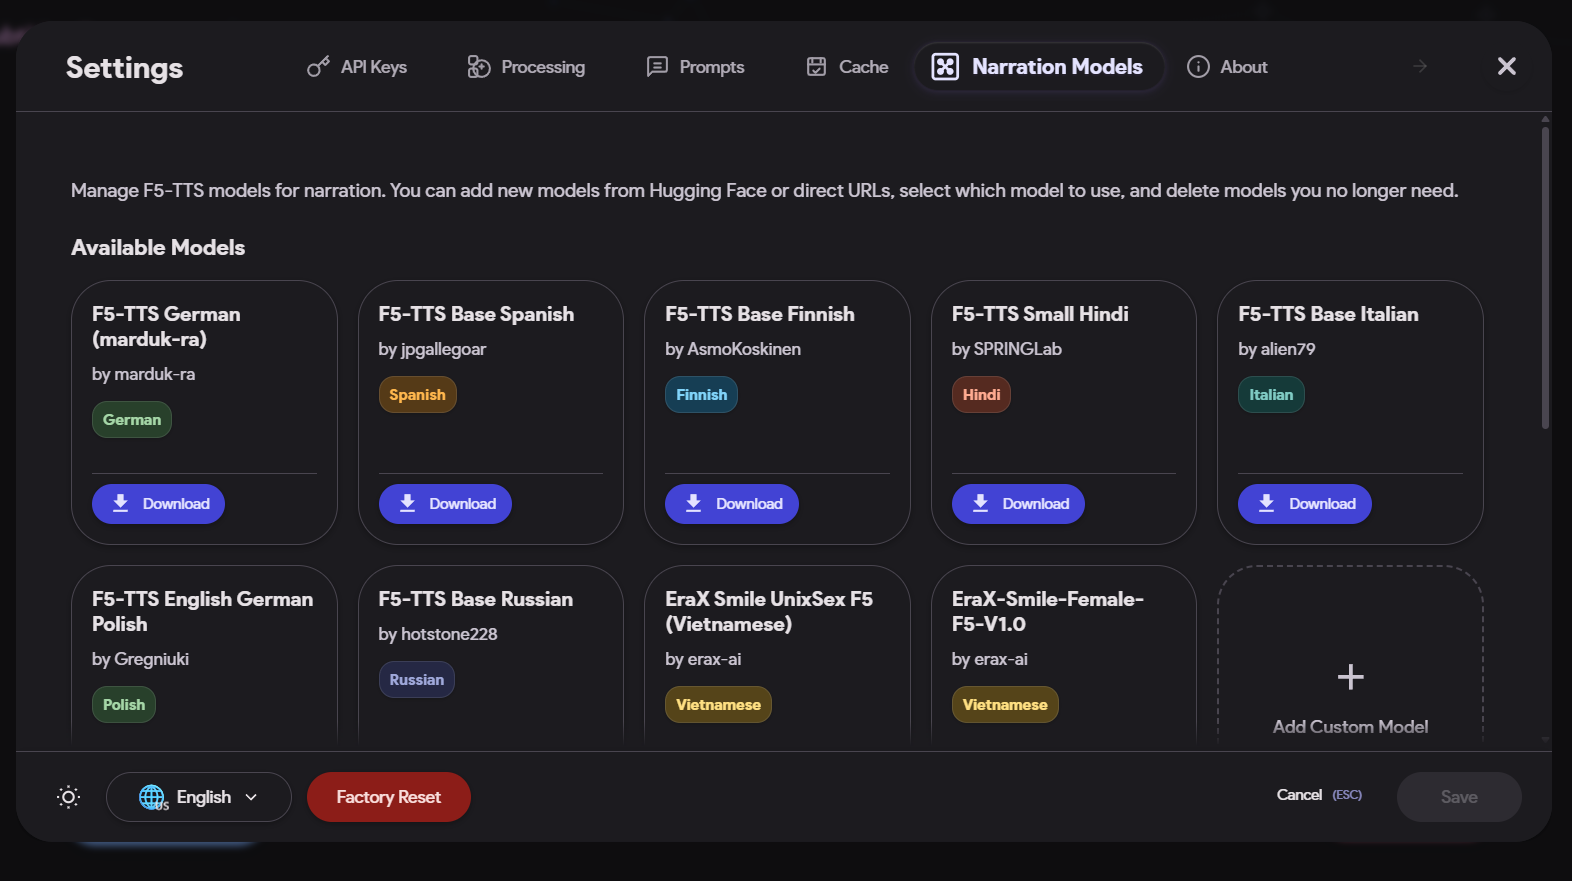 Settings
API Keys
Processing
Prompts
Cache
Narration Models
About
Manage F5-TTS models for narration. You can add new models from Hugging Face or direct URLs, select which model to use, and delete models you no longer need.
Available Models
F5-TTS German
(marduk-ra)
by marduk-ra
German
Download
F5-TTS Base Spanish
by jpgallegoar
Spanish
Download
F5-TTS Base Finnish
by AsmoKoskinen
Finnish
Download
F5-TTS Small Hindi
by SPRINGLab
Hindi
Download
F5-TTS Base Italian
by alien79
Italian
Download
F5-TTS English German
Polish
by Gregniuki
Polish
F5-TTS Base Russian
by hotstone228
Russian
EraX Smile UnixSex F5
(Vietnamese)
by erax-ai
Vietnamese
EraX-Smile-Female-
F5-V1.0
by erax-ai
Vietnamese
Add Custom Model
US
English
Factory Reset
Cancel (ESC)
Save